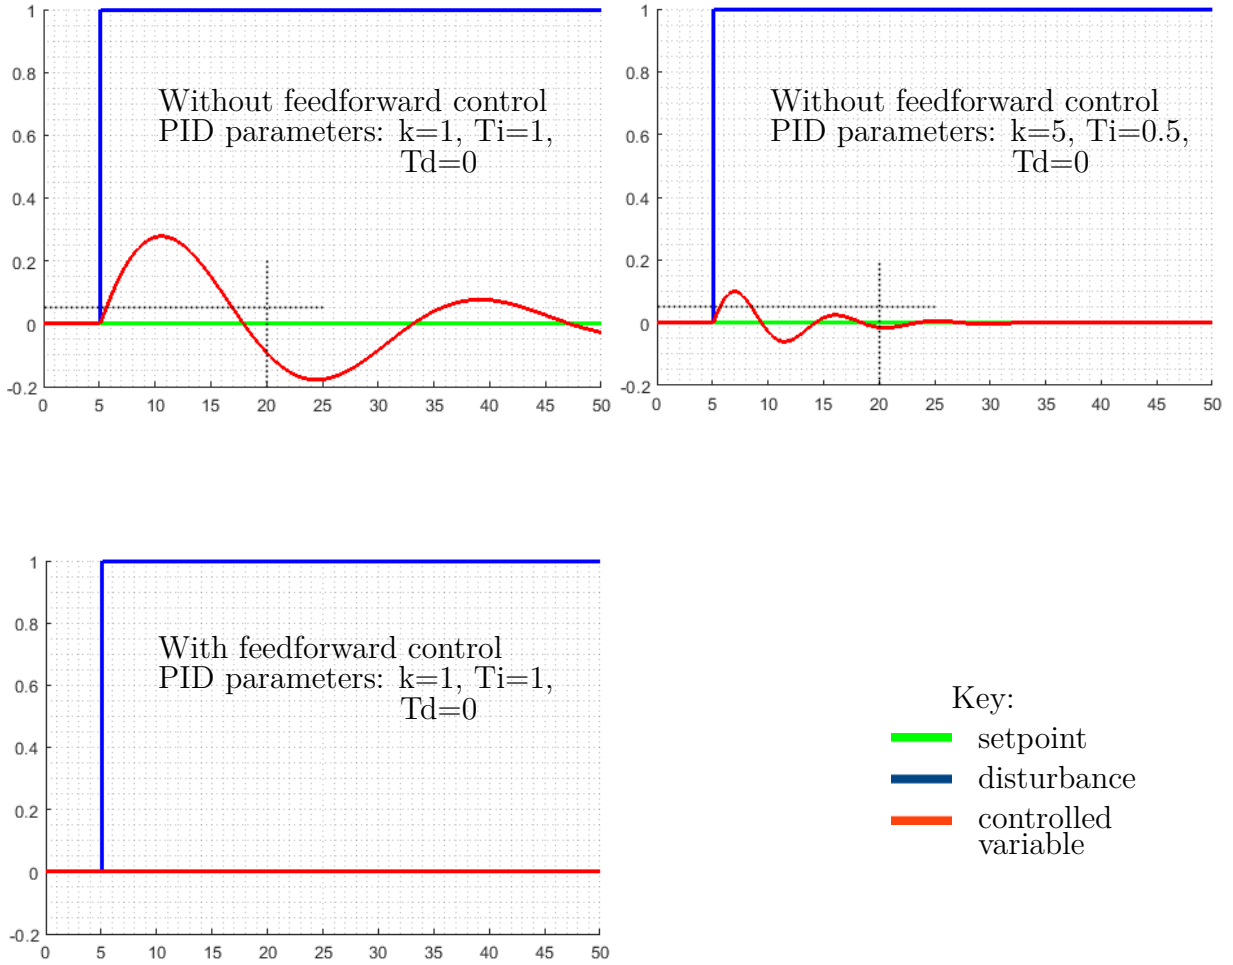 1
0.8
0.6
0.4
0.2
0
-0.2
0 5 10 15 20 25 30 35 40 45 50
Without feedforward control
PID parameters: k=1, Ti=1,
Td=0
1
0.8
0.6
0.4
0.2
0
-0.2
0 5 10 15 20 25 30 35 40 45 50
Without feedforward control
PID parameters: k=5, Ti=0.5,
Td=0
1
0.8
0.6
0.4
0.2
0
-0.2
0 5 10 15 20 25 30 35 40 45 50
With feedforward control
PID parameters: k=1, Ti=1,
Td=0
Key:
setpoint
disturbance
controlled
variable